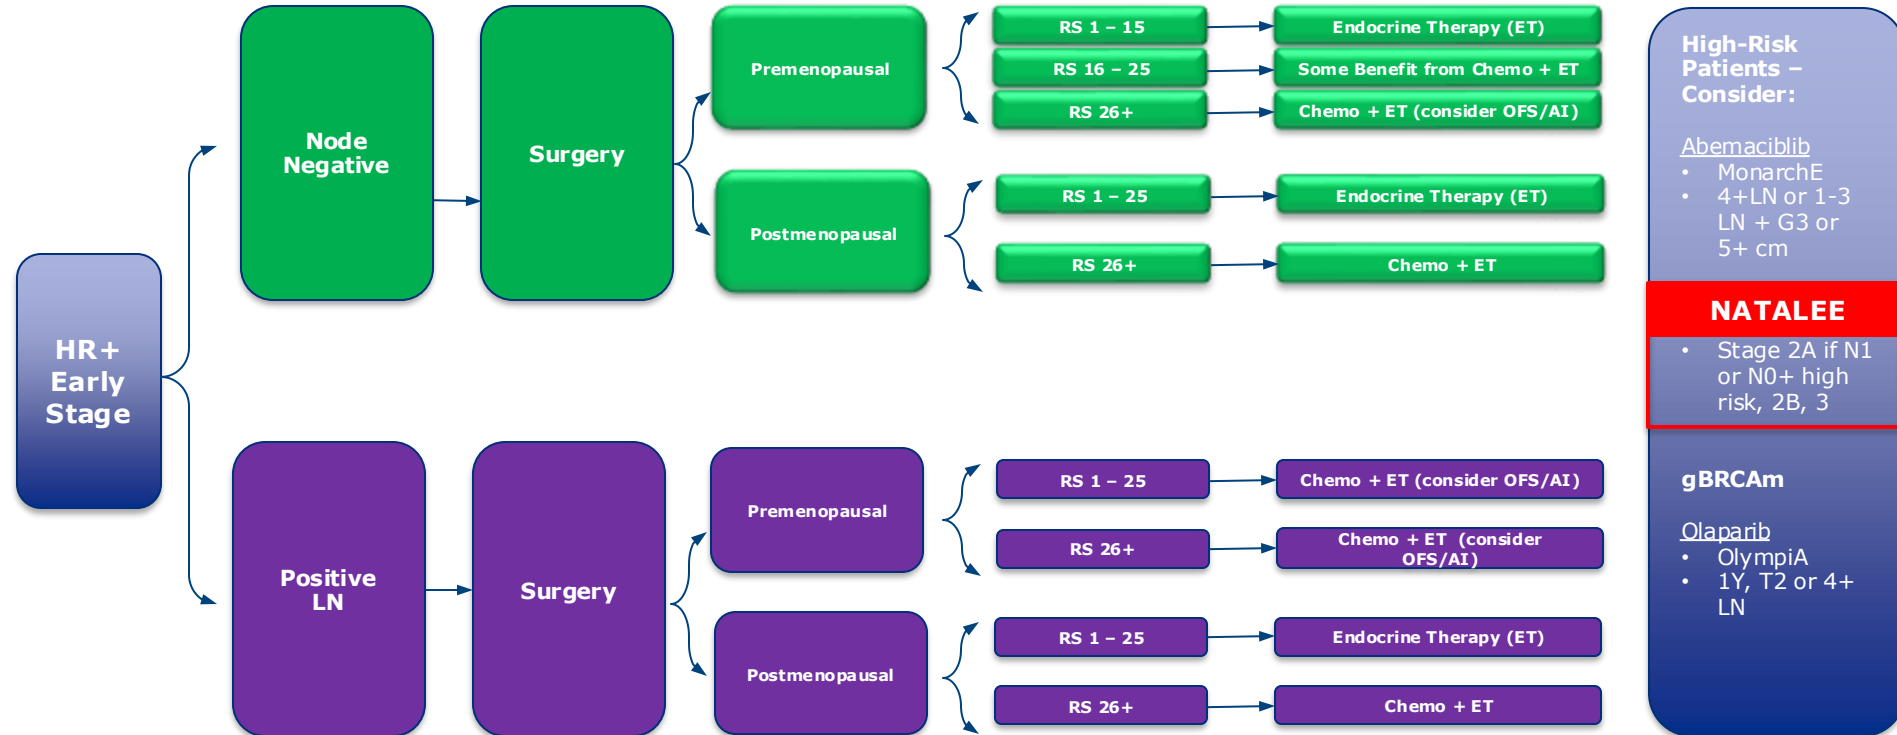 HR+
Early
Stage
Node
Negative
Surgery
Premenopausal
RS 1 – 15
Endocrine Therapy (ET)
RS 16 – 25
Some Benefit from Chemo + ET
RS 26+
Chemo + ET (consider OFS/AI)
Postmenopausal
RS 1 – 25
Endocrine Therapy (ET)
RS 26+
Chemo + ET
Positive
LN
Surgery
Premenopausal
RS 1 – 25
Chemo + ET (consider OFS/AI)
RS 26+
Chemo + ET (consider
OFS/AI)
Postmenopausal
RS 1 – 25
Endocrine Therapy (ET)
RS 26+
Chemo + ET
High-Risk
Patients –
Consider:
Abemaciblib
• MonarchE
• 4+LN or 1-3
LN + G3 or
5+ cm
NATALEE
• Stage 2A if N1
or N0+ high
risk, 2B, 3
gBRCAm
Olaparib
• OlympiA
• 1Y, T2 or 4+
LN